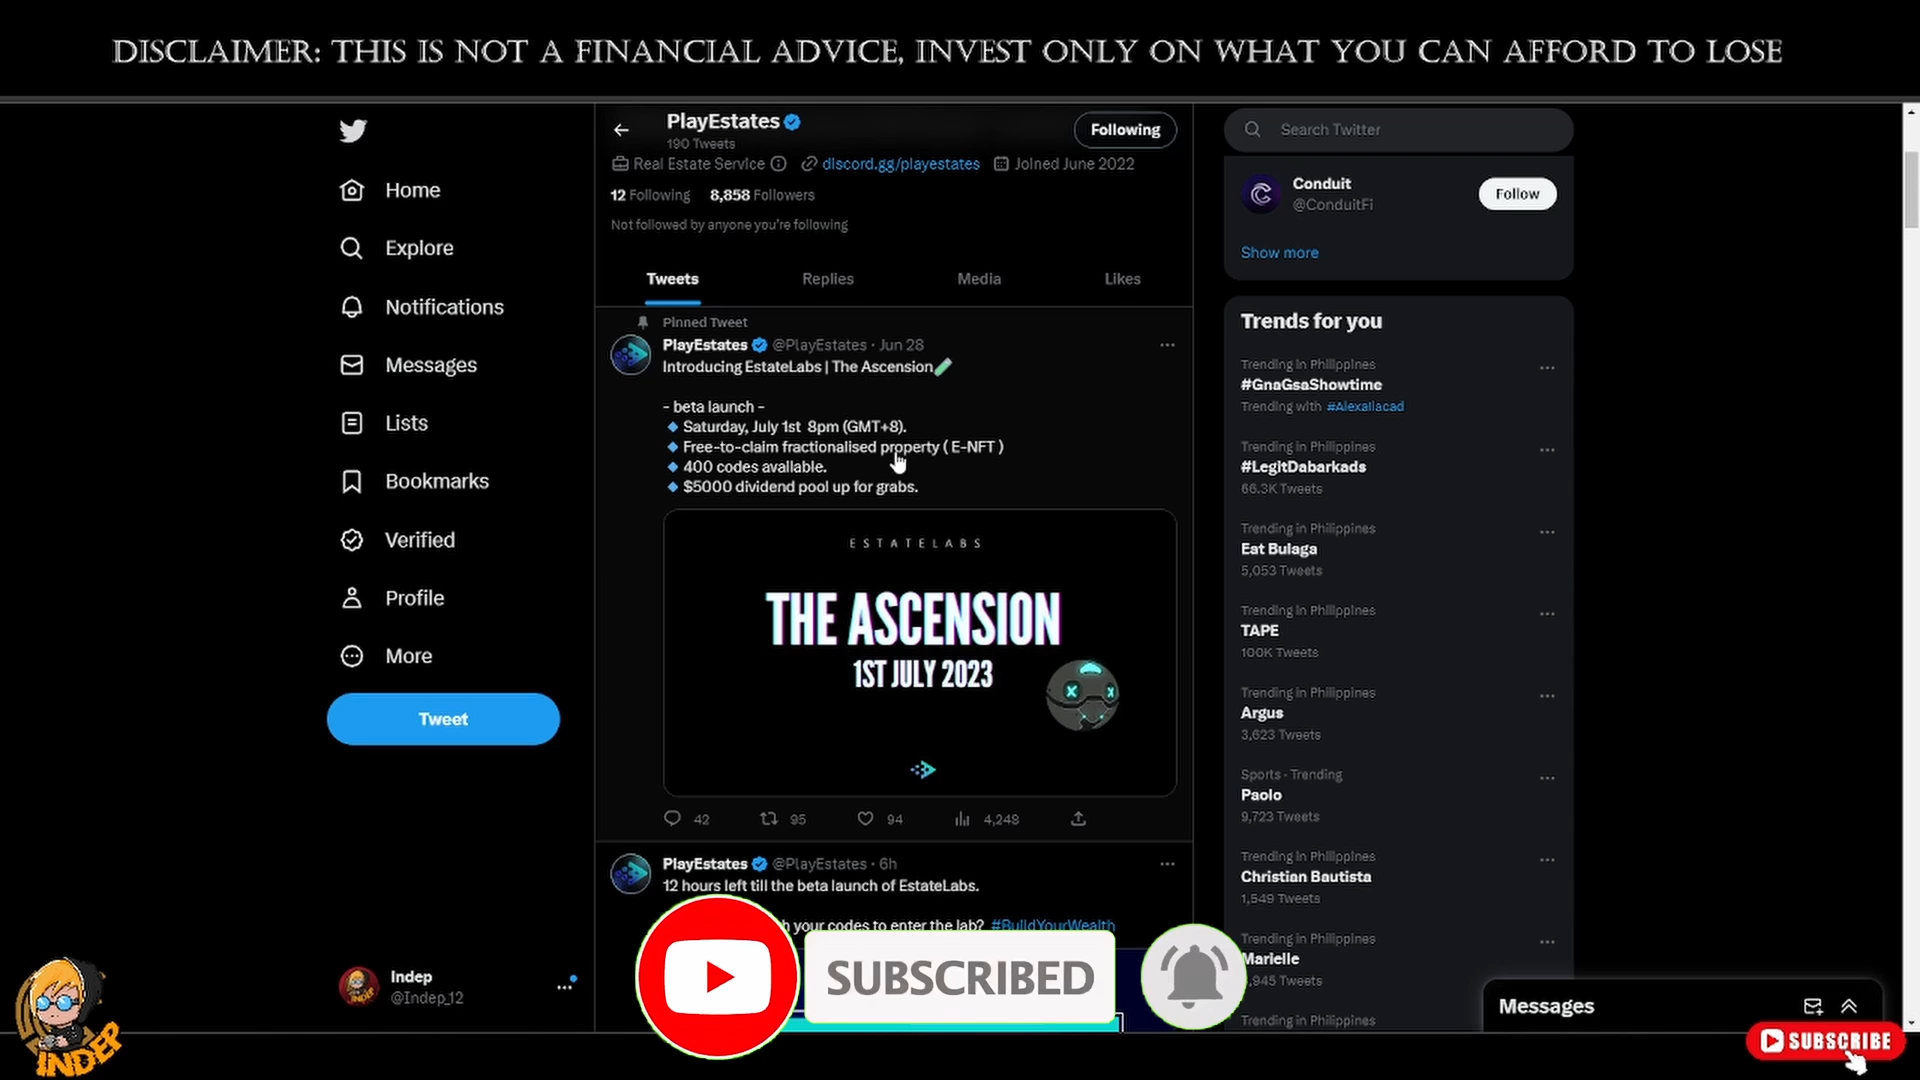 DISCLAIMER: THIS IS NOT A FINANCIAL ADVICE, INVEST ONLY ON WHAT YOU CAN AFFORD TO LOSE
Home
Explore
Notifications
Messages
Lists
Bookmarks
Verified
Profile
More
Tweet
Indep
@Indep_12
INDEP
PlayEstates
190 Tweets
Following
Real Estate Service
discord.gg/playestates
Joined June 2022
12 Following 8,858 Followers
Not followed by anyone you're following
Tweets
Replies
Media
Likes
Pinned Tweet
PlayEstates @PlayEstates · Jun 28
Introducing EstateLabs | The Ascension
- beta launch -
Saturday, July 1st 8pm (GMT+8).
Free-to-claim fractionalised property ( E-NFT )
400 codes available.
$5000 dividend pool up for grabs.
ESTATELABS
THE ASCENSION
1ST JULY 2023
42
95
94
4,248
PlayEstates @PlayEstates · 6h
12 hours left till the beta launch of EstateLabs.
your codes to enter the lab? #BuildYourWealth
SUBSCRIBED
Search Twitter
Conduit
@ConduitFi
Follow
Show more
Trends for you
Trending in Philippines
#GnaGsaShowtime
Trending with #Alexallacad
Trending in Philippines
#LegitDabarkads
66.3K Tweets
Trending in Philippines
Eat Bulaga
5,053 Tweets
Trending in Philippines
TAPE
100K Tweets
Trending in Philippines
Argus
3,623 Tweets
Sports · Trending
Paolo
9,723 Tweets
Trending in Philippines
Christian Bautista
1,549 Tweets
Trending in Philippines
Marielle
,945 Tweets
Trending in Philippines
Messages
SUBSCRIBE